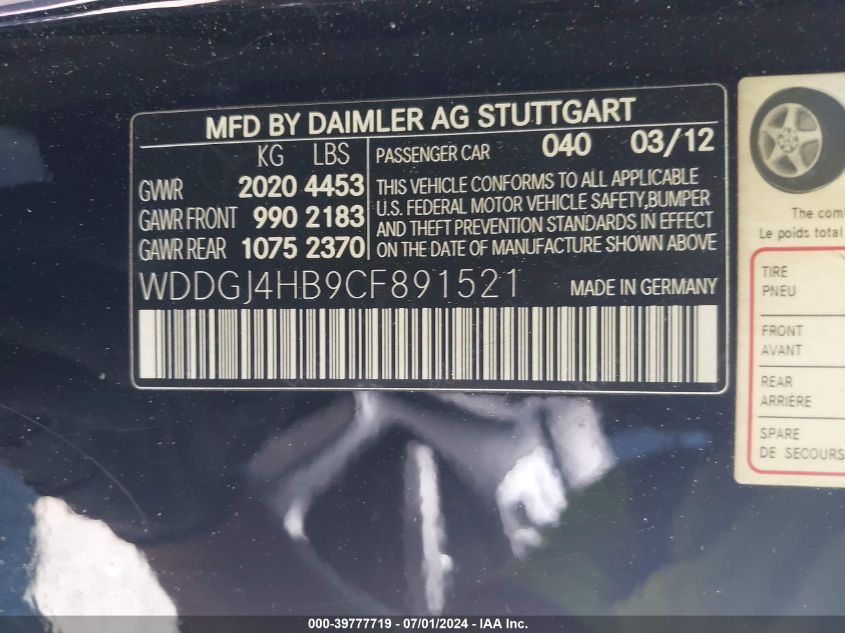 MFD BY DAIMLER AG STUTTGART
KG LBS
GVWR 2020 4453
GAWR FRONT 990 2183
GAWR REAR 1075 2370
PASSENGER CAR 040 03/12
THIS VEHICLE CONFORMS TO ALL APPLICABLE
U.S. FEDERAL MOTOR VEHICLE SAFETY,BUMPER
AND THEFT PREVENTION STANDARDS IN EFFECT
ON THE DATE OF MANUFACTURE SHOWN ABOVE
WDDGJ4HB9CF891521 MADE IN GERMANY
The com
Le poids total
TIRE
PNEU
FRONT
AVANT
REAR
ARRIERE
SPARE
DE SECOURS
000-39777719 - 07/01/2024 - IAA Inc.